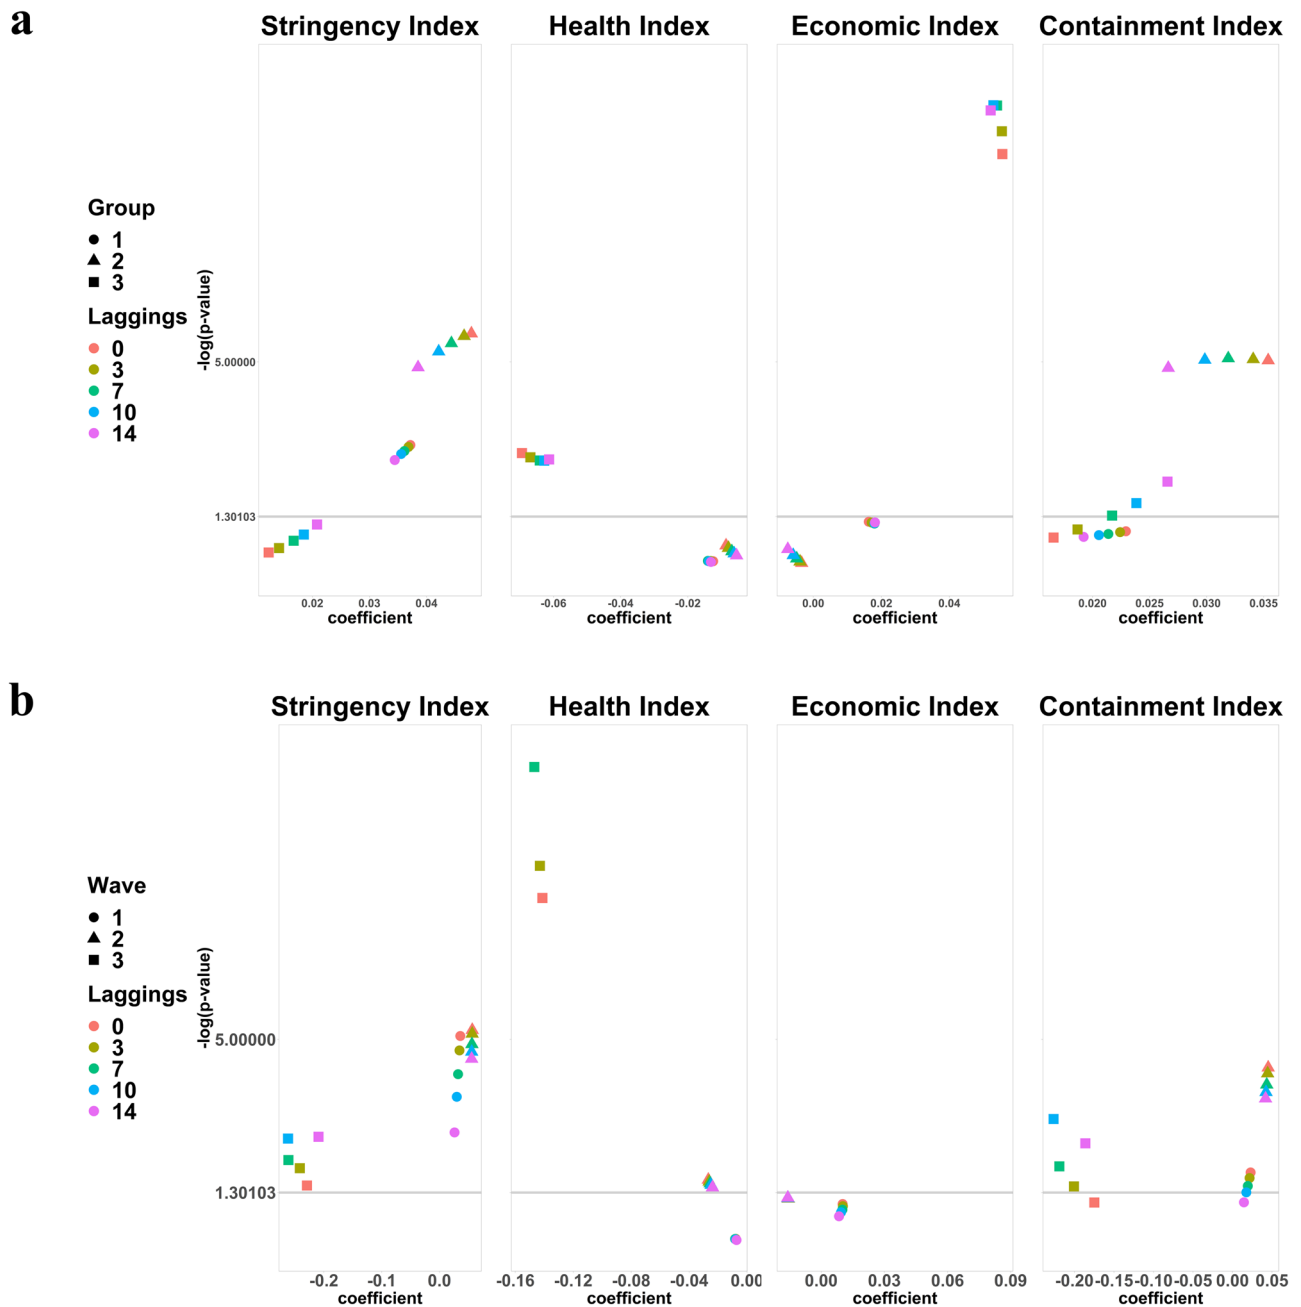 a
Stringency Index Health Index Economic Index Containment Index
Group
1
2
3
Laggings
0
3
7
10
14
-log(p-value)
5.00000
1.30103
0.02 0.03 0.04 -0.06 -0.04 -0.02 0.00 0.02 0.04 0.020 0.025 0.030 0.035
coefficient coefficient coefficient coefficient
b
Stringency Index Health Index Economic Index Containment Index
Wave
1
2
3
Laggings
0
3
7
10
14
-log(p-value)
5.00000
1.30103
-0.2 -0.1 0.0 -0.16 -0.12 -0.08 -0.04 0.00 0.00 0.03 0.06 0.09 -0.20 -0.15 -0.10 -0.05 0.00 0.05
coefficient coefficient coefficient coefficient